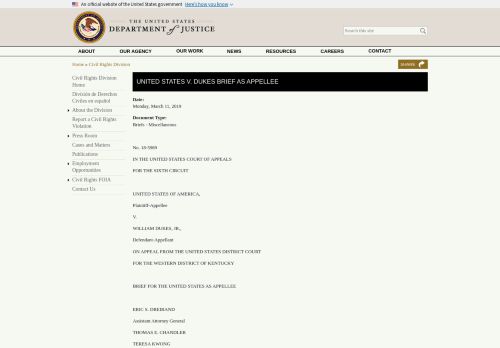 An official website of the United States government Here's how you know
THE UNITED STATES
DEPARTMENT of JUSTICE
Search this site
ABOUT OUR AGENCY OUR WORK NEWS RESOURCES CAREERS CONTACT
Home » Civil Rights Division
SHARE
Civil Rights Division Home
División de Derechos Civiles en español
About the Division
Report a Civil Rights Violation
Press Room
Cases and Matters
Publications
Employment Opportunities
Civil Rights FOIA
Contact Us
UNITED STATES V. DUKES BRIEF AS APPELLEE
Date:
Monday, March 11, 2019
Document Type:
Briefs - Miscellaneous
No. 18-5969
IN THE UNITED STATES COURT OF APPEALS
FOR THE SIXTH CIRCUIT
UNITED STATES OF AMERICA,
Plaintiff-Appellee
V.
WILLIAM DUKES, JR.,
Defendant-Appellant
ON APPEAL FROM THE UNITED STATES DISTRICT COURT
FOR THE WESTERN DISTRICT OF KENTUCKY
BRIEF FOR THE UNITED STATES AS APPELLEE
ERIC S. DREIBAND
Assistant Attorney General
THOMAS E. CHANDLER
TERESA KWONG